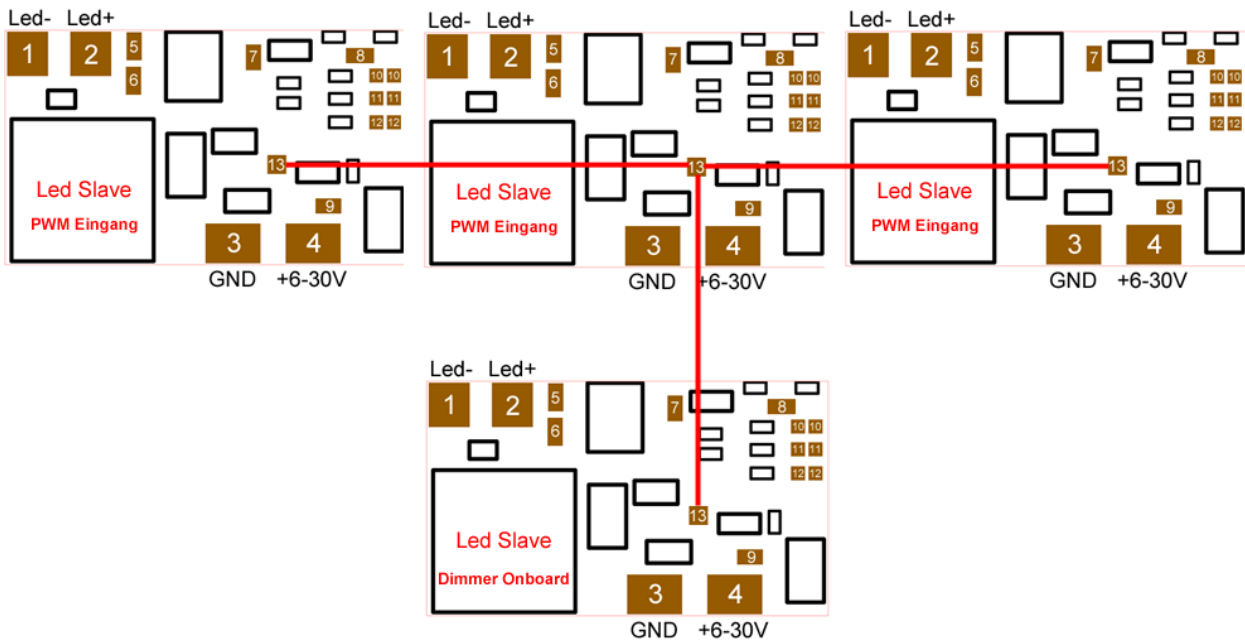 Led- Led+ Led- Led+ Led- Led+
1 2 5 7 8 1 2 5 7 8 1 2 5 7 8
6 10 10 6 10 10 6 10 10
11 11 11 11 11 11
12 12 12 12 12 12
13 13 13
Led Slave Led Slave Led Slave
PWM Eingang 9 PWM Eingang 9 PWM Eingang 9
3 4 3 4 3 4
GND +6-30V GND +6-30V GND +6-30V
Led- Led+
1 2 5 7 8
6 10 10
11 11
12 12
13
Led Slave
9
Dimmer Onboard
3 4
GND +6-30V